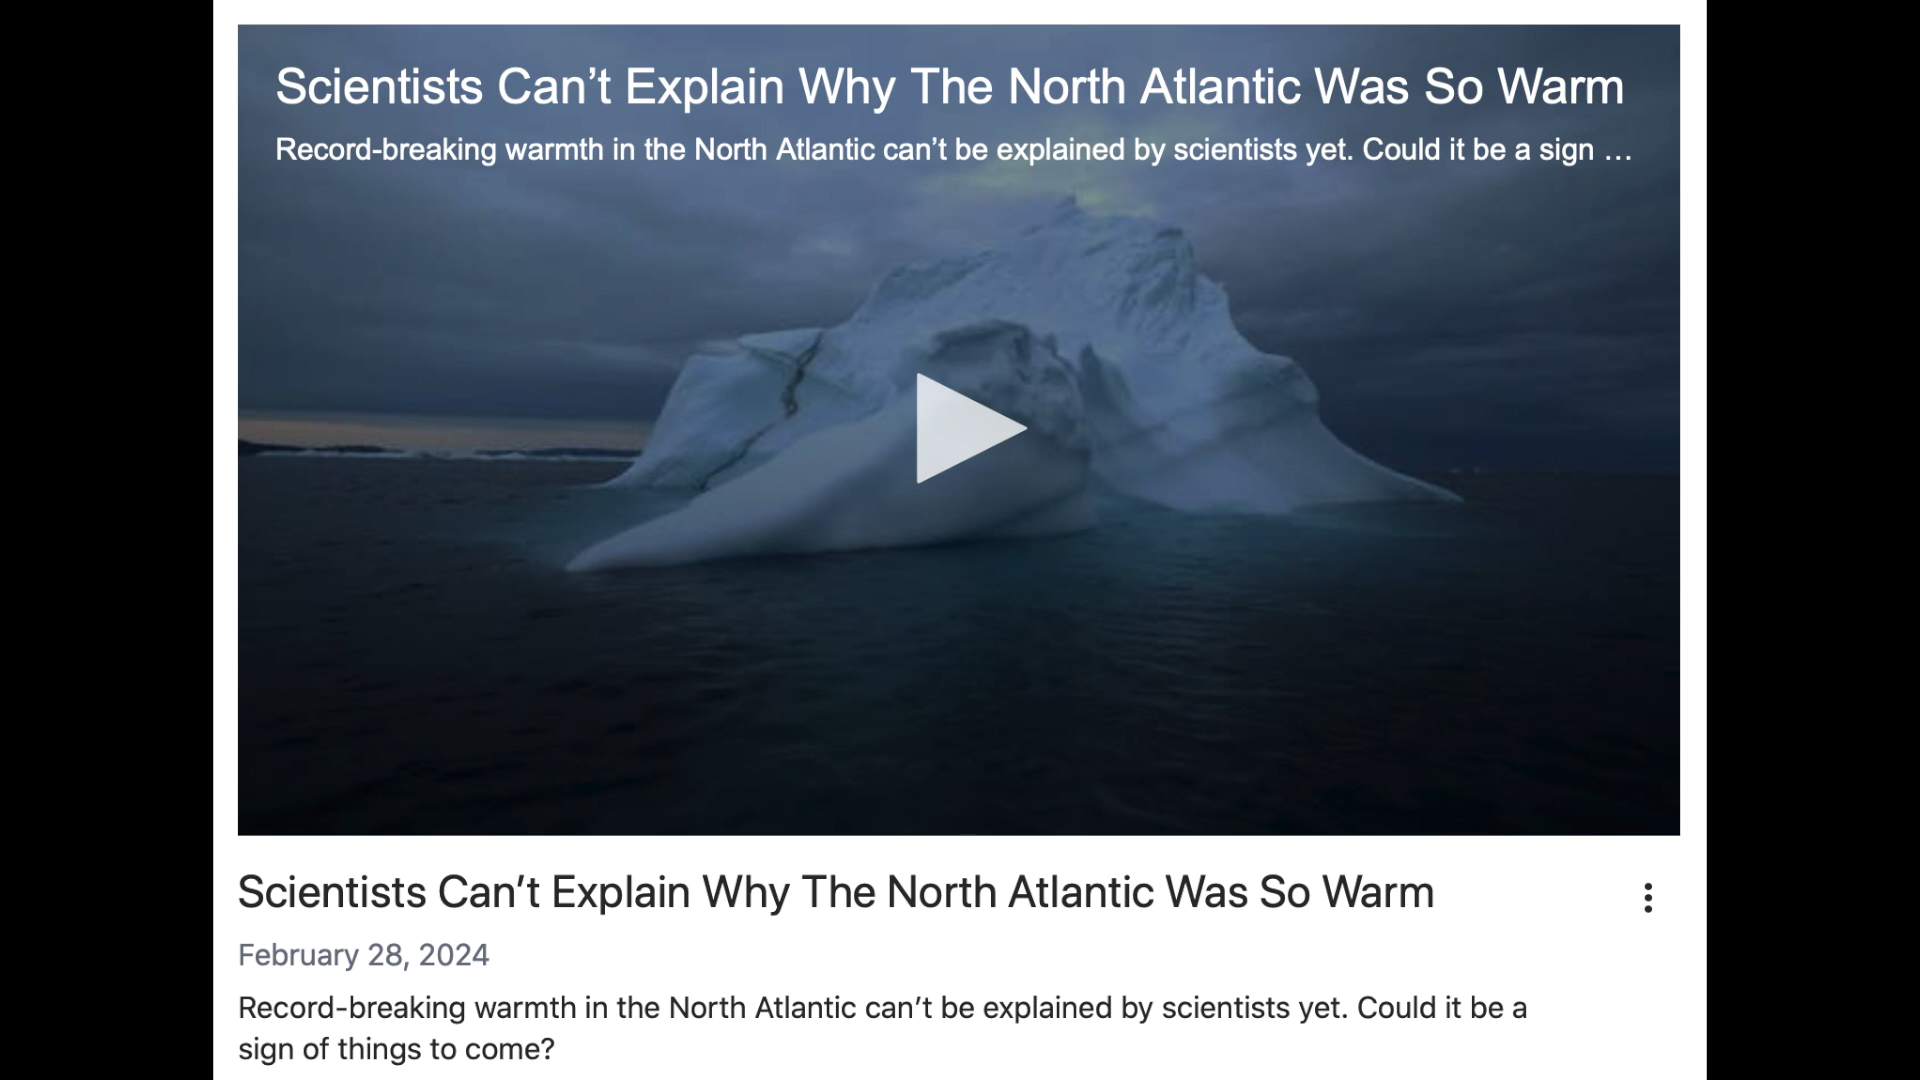 Scientists Can’t Explain Why The North Atlantic Was So Warm
Record-breaking warmth in the North Atlantic can’t be explained by scientists yet. Could it be a sign ...
Scientists Can’t Explain Why The North Atlantic Was So Warm
February 28, 2024
Record-breaking warmth in the North Atlantic can’t be explained by scientists yet. Could it be a
sign of things to come?